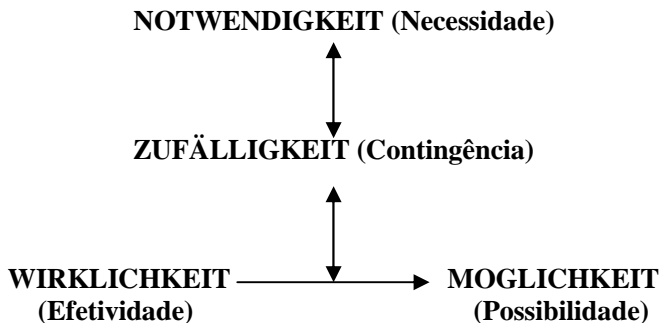 NOTWENDIGKEIT (Necessidade)
ZUFÄLLIGKEIT (Contingência)
WIRKLICHKEIT MOGLICHKEIT
(Efetividade) (Possibilidade)